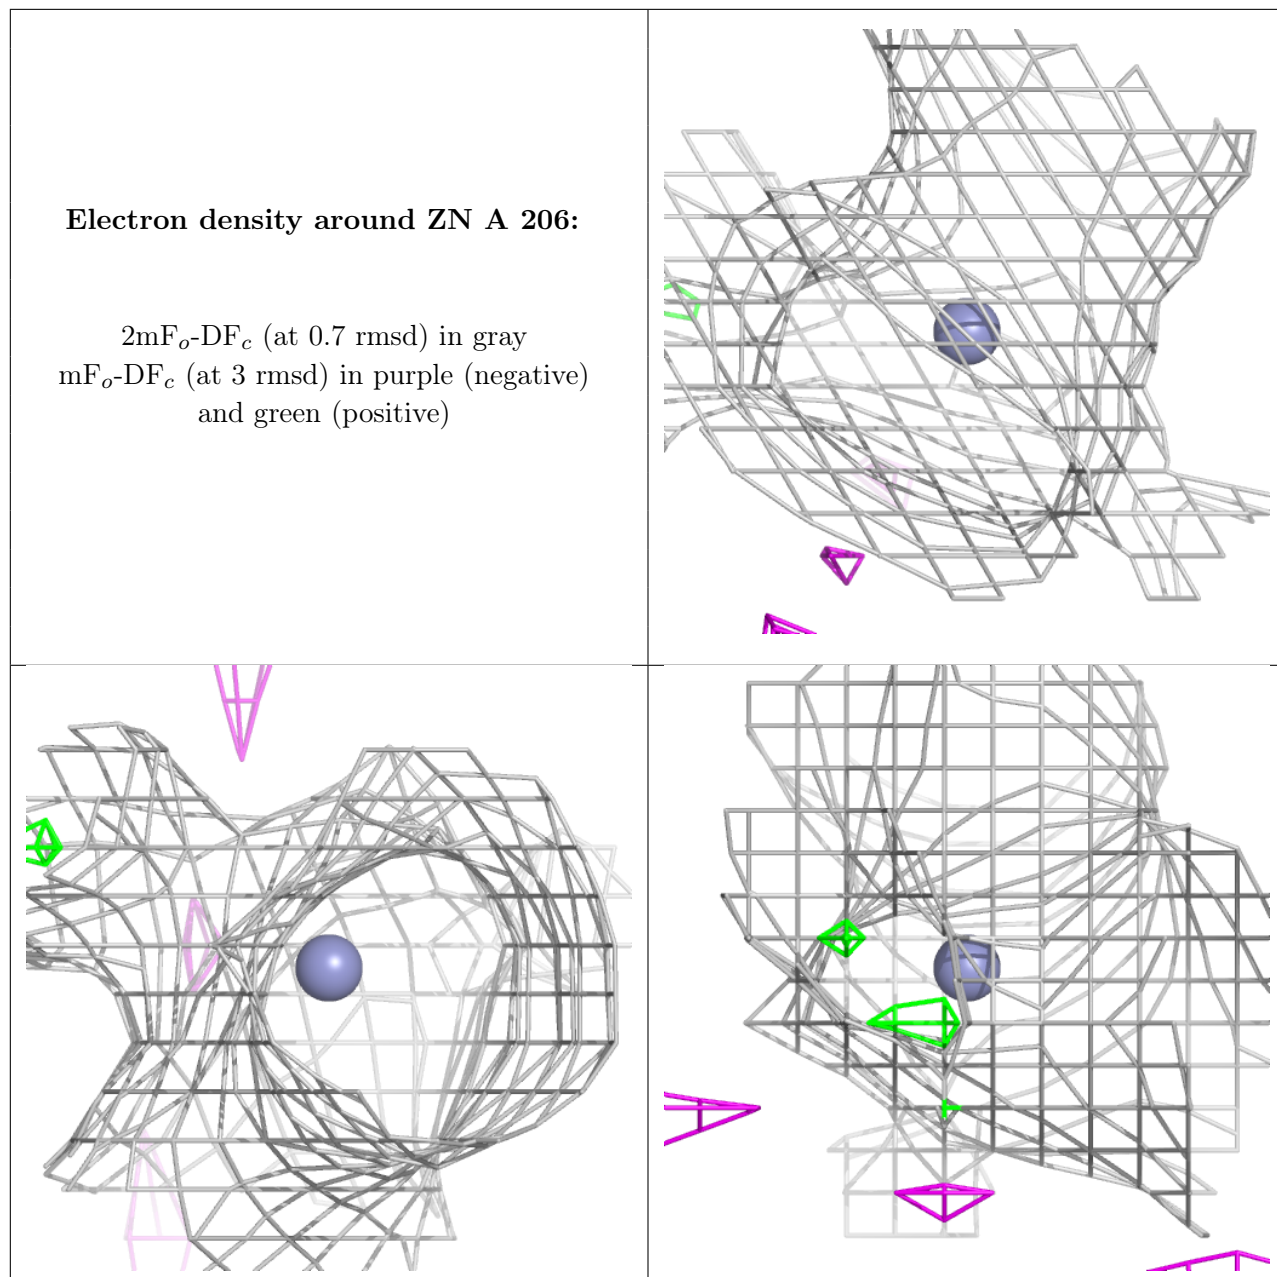 Electron density around ZN A 206:
2mFo-DFc (at 0.7 rmsd) in gray
mFo-DFc (at 3 rmsd) in purple (negative)
and green (positive)